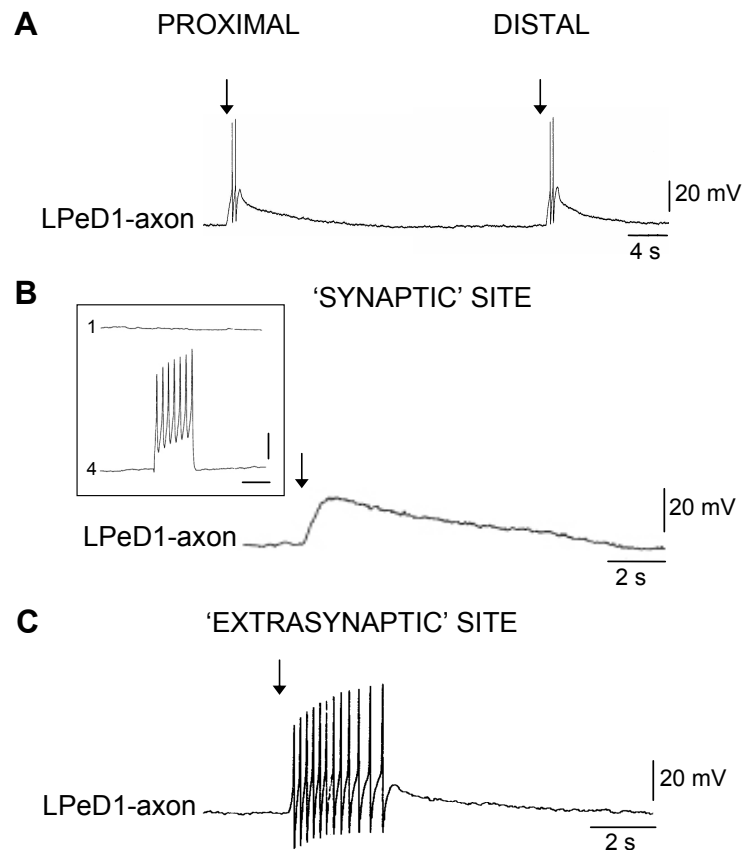 A PROXIMAL DISTAL
LPeD1-axon
20 mV
4 s
B 'SYNAPTIC' SITE
1
4
LPeD1-axon
20 mV
2 s
C 'EXTRASYNAPTIC' SITE
LPeD1-axon
20 mV
2 s